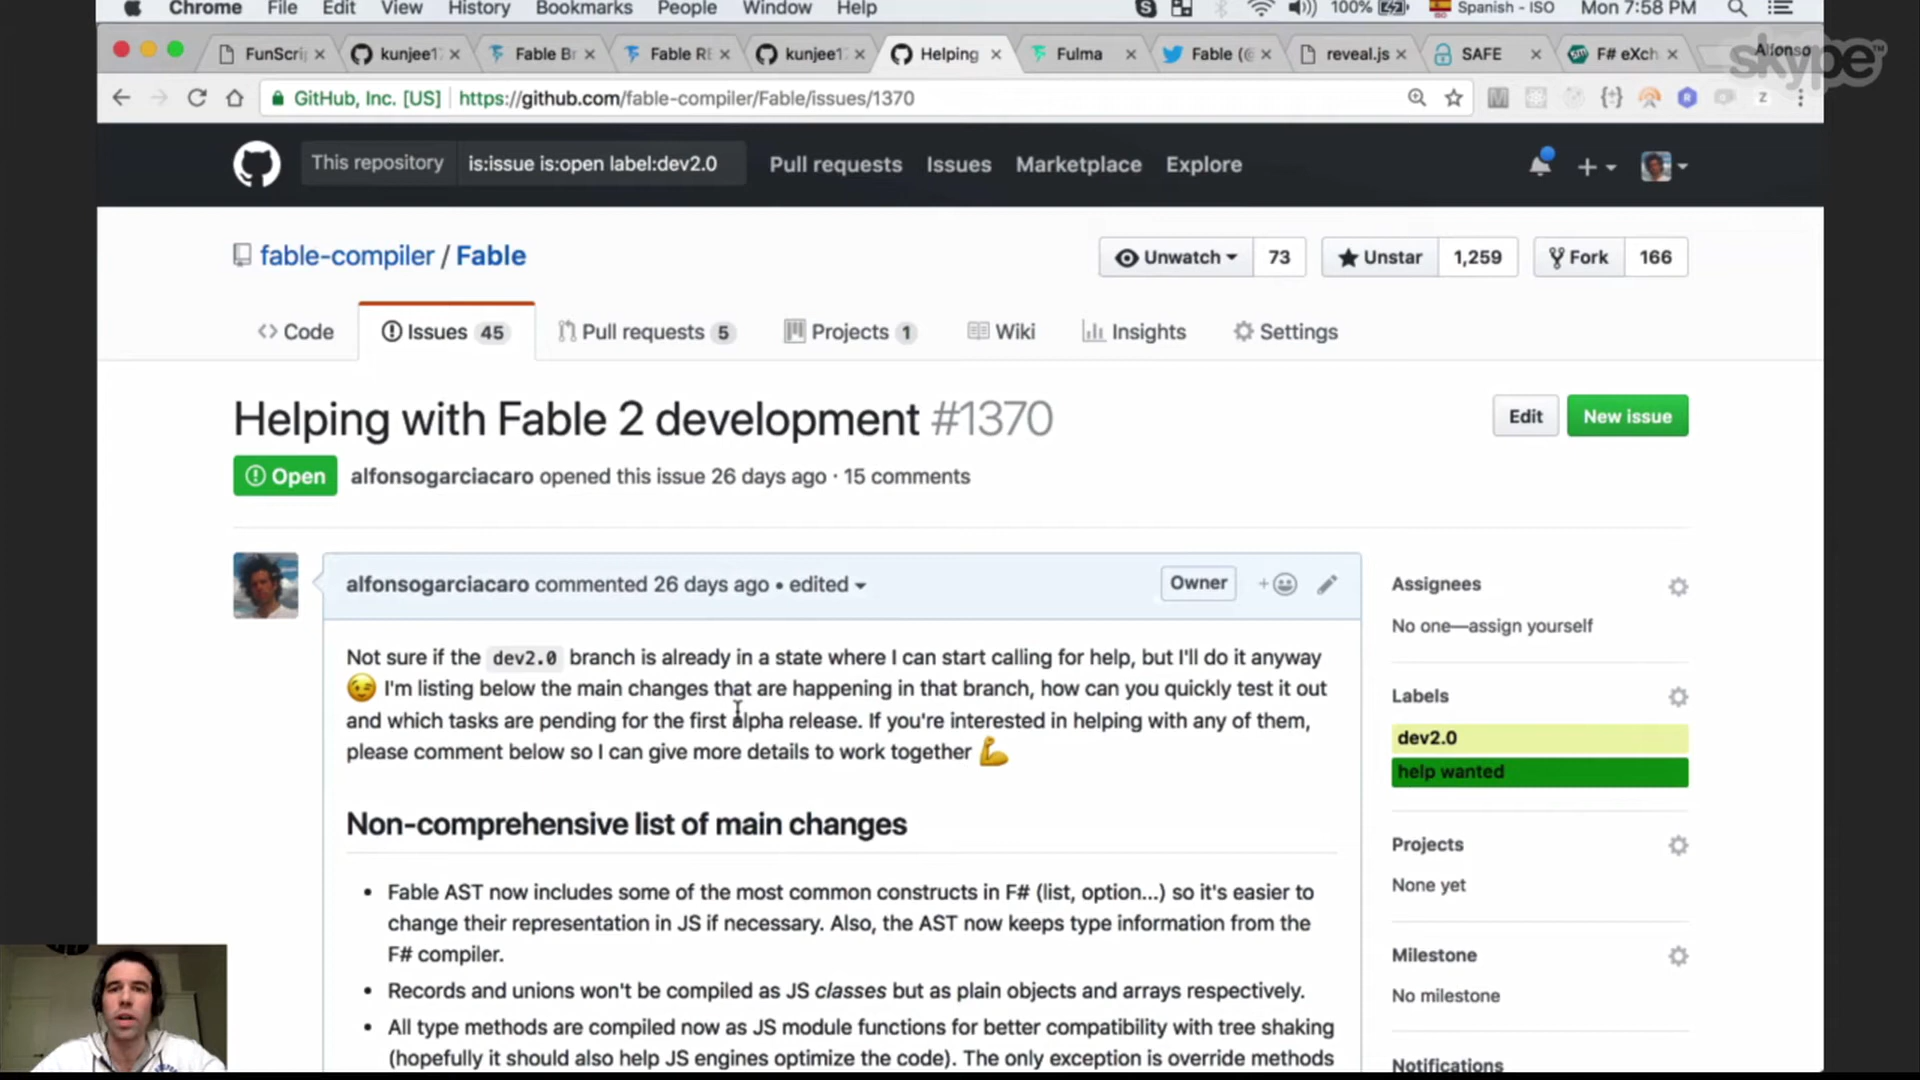 Chrome File Edit View History Bookmarks People Window Help 100% Spanish - ISO Mon 7:58 PM
FunScrip kunjee1 Fable Br Fable RE kunjee1 Helping Fulma Fable (@ reveal.js SAFE F# eXch Alfonso
skype™
GitHub, Inc. [US] https://github.com/fable-compiler/Fable/issues/1370
This repository is:issue is:open label:dev2.0 Pull requests Issues Marketplace Explore
fable-compiler / Fable Unwatch 73 Unstar 1,259 Fork 166
Code Issues 45 Pull requests 5 Projects 1 Wiki Insights Settings
Helping with Fable 2 development #1370 Edit New issue
Open alfonsogarciacaro opened this issue 26 days ago · 15 comments
alfonsogarciacaro commented 26 days ago • edited Owner
Not sure if the dev2.0 branch is already in a state where I can start calling for help, but I'll do it anyway
😉 I'm listing below the main changes that are happening in that branch, how can you quickly test it out
and which tasks are pending for the first alpha release. If you're interested in helping with any of them,
please comment below so I can give more details to work together 💪
Non-comprehensive list of main changes
• Fable AST now includes some of the most common constructs in F# (list, option...) so it's easier to
change their representation in JS if necessary. Also, the AST now keeps type information from the
F# compiler.
• Records and unions won't be compiled as JS classes but as plain objects and arrays respectively.
• All type methods are compiled now as JS module functions for better compatibility with tree shaking
(hopefully it should also help JS engines optimize the code). The only exception is override methods
Assignees
No one—assign yourself
Labels
dev2.0
help wanted
Projects
None yet
Milestone
No milestone
Notifications